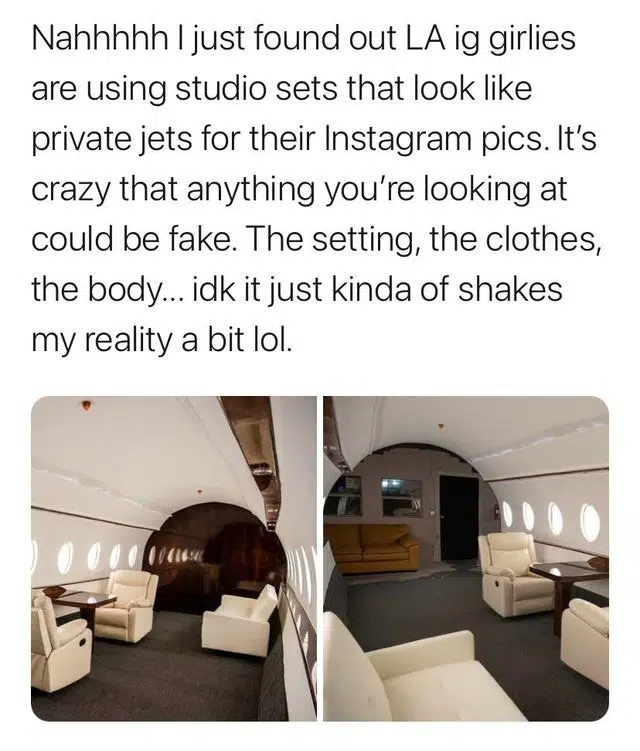 Nahhhhh I just found out LA ig girlies
are using studio sets that look like
private jets for their Instagram pics. It’s
crazy that anything you’re looking at
could be fake. The setting, the clothes,
the body... idk it just kinda of shakes
my reality a bit lol.